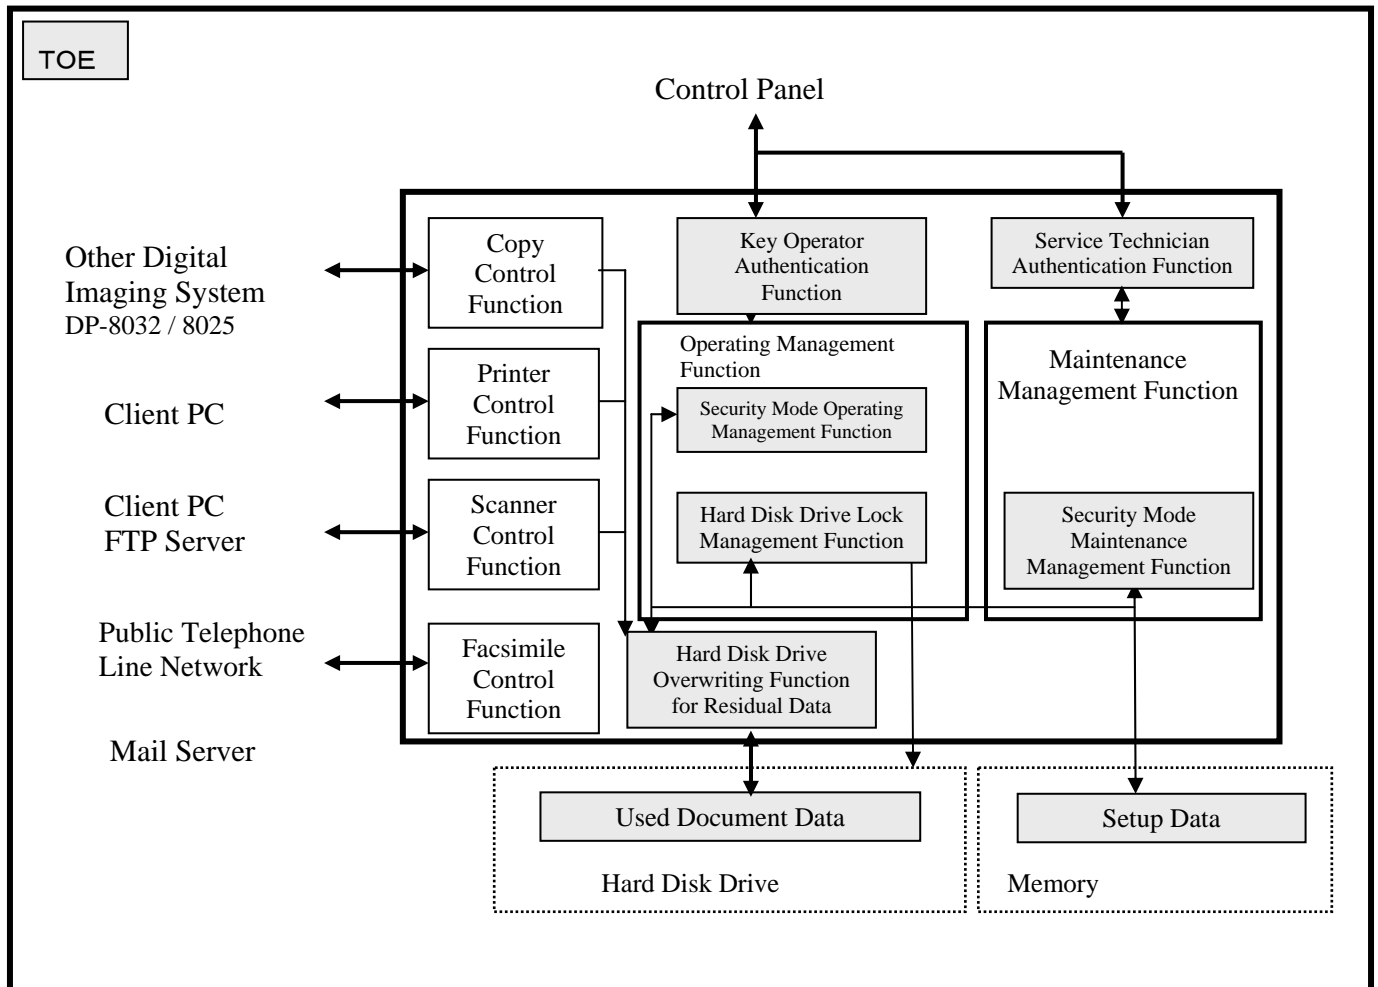 TOE
Control Panel
Other Digital
Imaging System
DP-8032 / 8025
Copy
Control
Function
Key Operator
Authentication
Function
Service Technician
Authentication Function
Client PC
Printer
Control
Function
Operating Management
Function
Security Mode Operating
Management Function
Maintenance
Management Function
Client PC
FTP Server
Scanner
Control
Function
Hard Disk Drive Lock
Management Function
Security Mode
Maintenance
Management Function
Public Telephone
Line Network
Facsimile
Control
Function
Hard Disk Drive
Overwriting Function
for Residual Data
Mail Server
Used Document Data
Hard Disk Drive
Setup Data
Memory